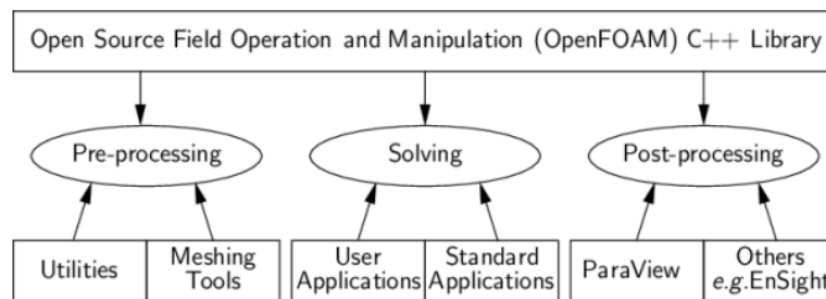 Open Source Field Operation and Manipulation (OpenFOAM) C++ Library
Pre-processing
Solving
Post-processing
Utilities
Meshing
Tools
User
Applications
Standard
Applications
ParaView
Others
e.g.EnSight